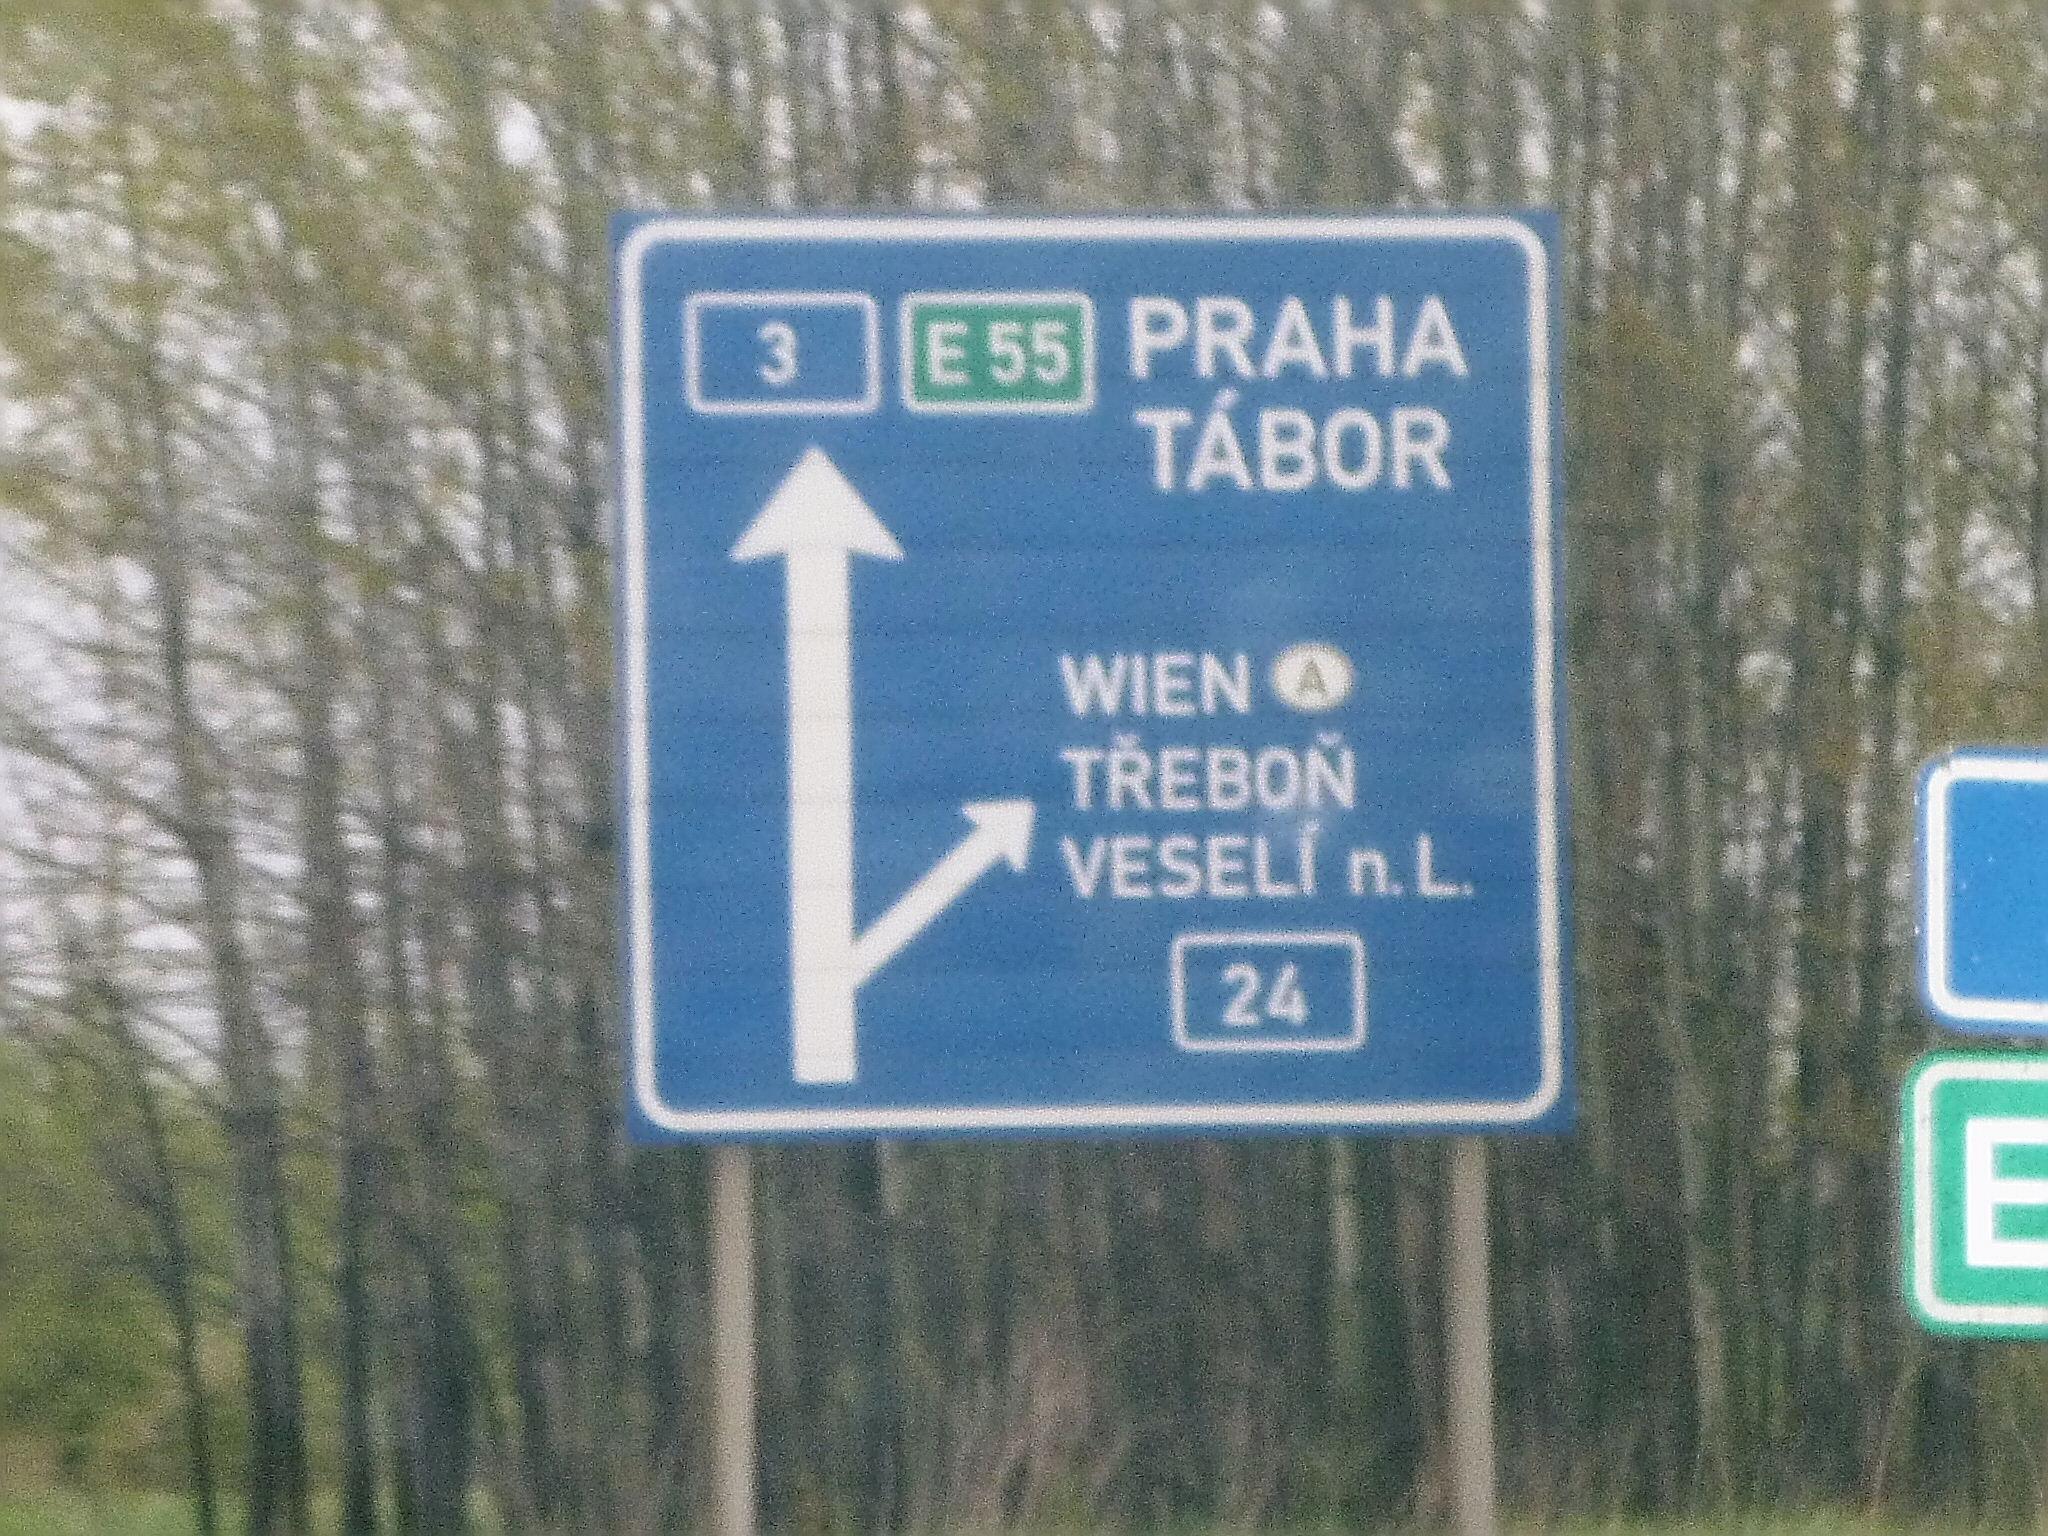 3 E 55 PRAHA
TÁBOR
WIEN A
TŘEBOŇ
VESELÍ n. L.
24
E